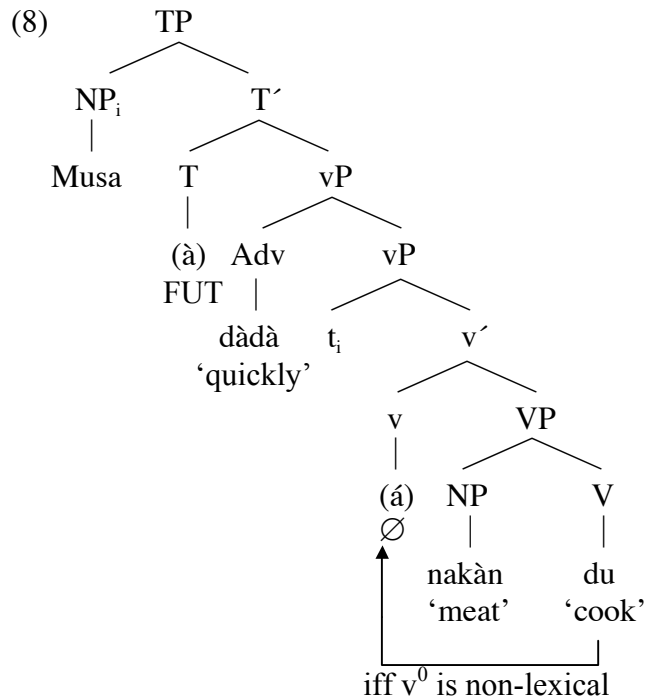 (8) TP
NPᵢ T´
Musa T vP
(à) Adv vP
FUT
dàdà tᵢ v´
‘quickly’
v VP
(á) NP V
∅
nakàn du
‘meat’ ‘cook’
iff v⁰ is non-lexical